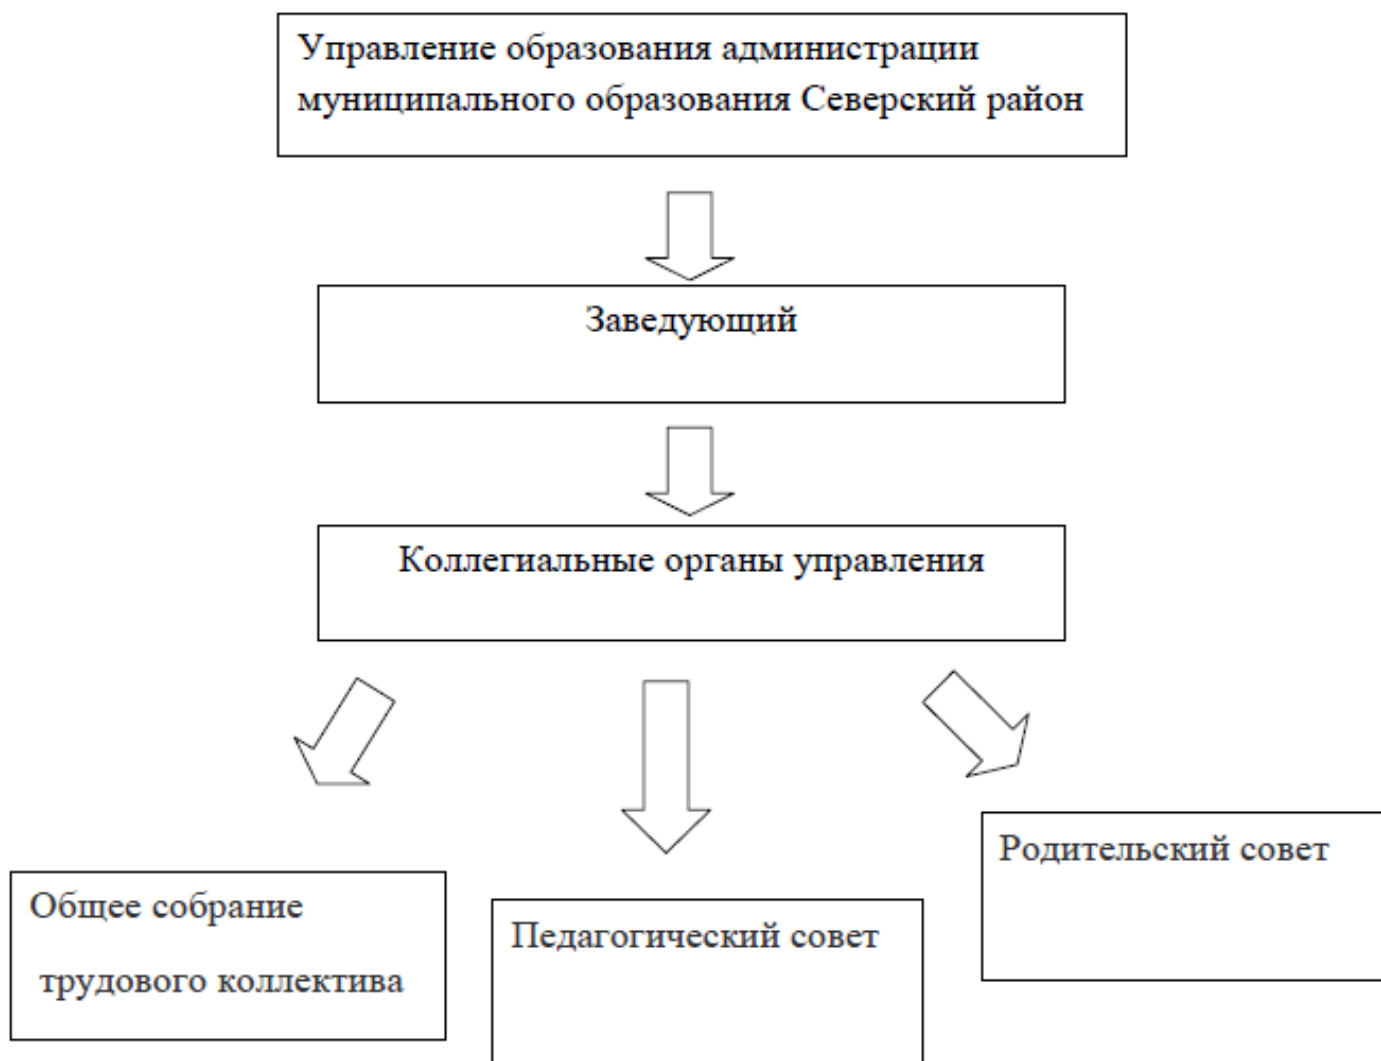 Управление образования администрации
муниципального образования Северский район
Заведующий
Коллегиальные органы управления
Общее собрание
трудового коллектива
Педагогический совет
Родительский совет